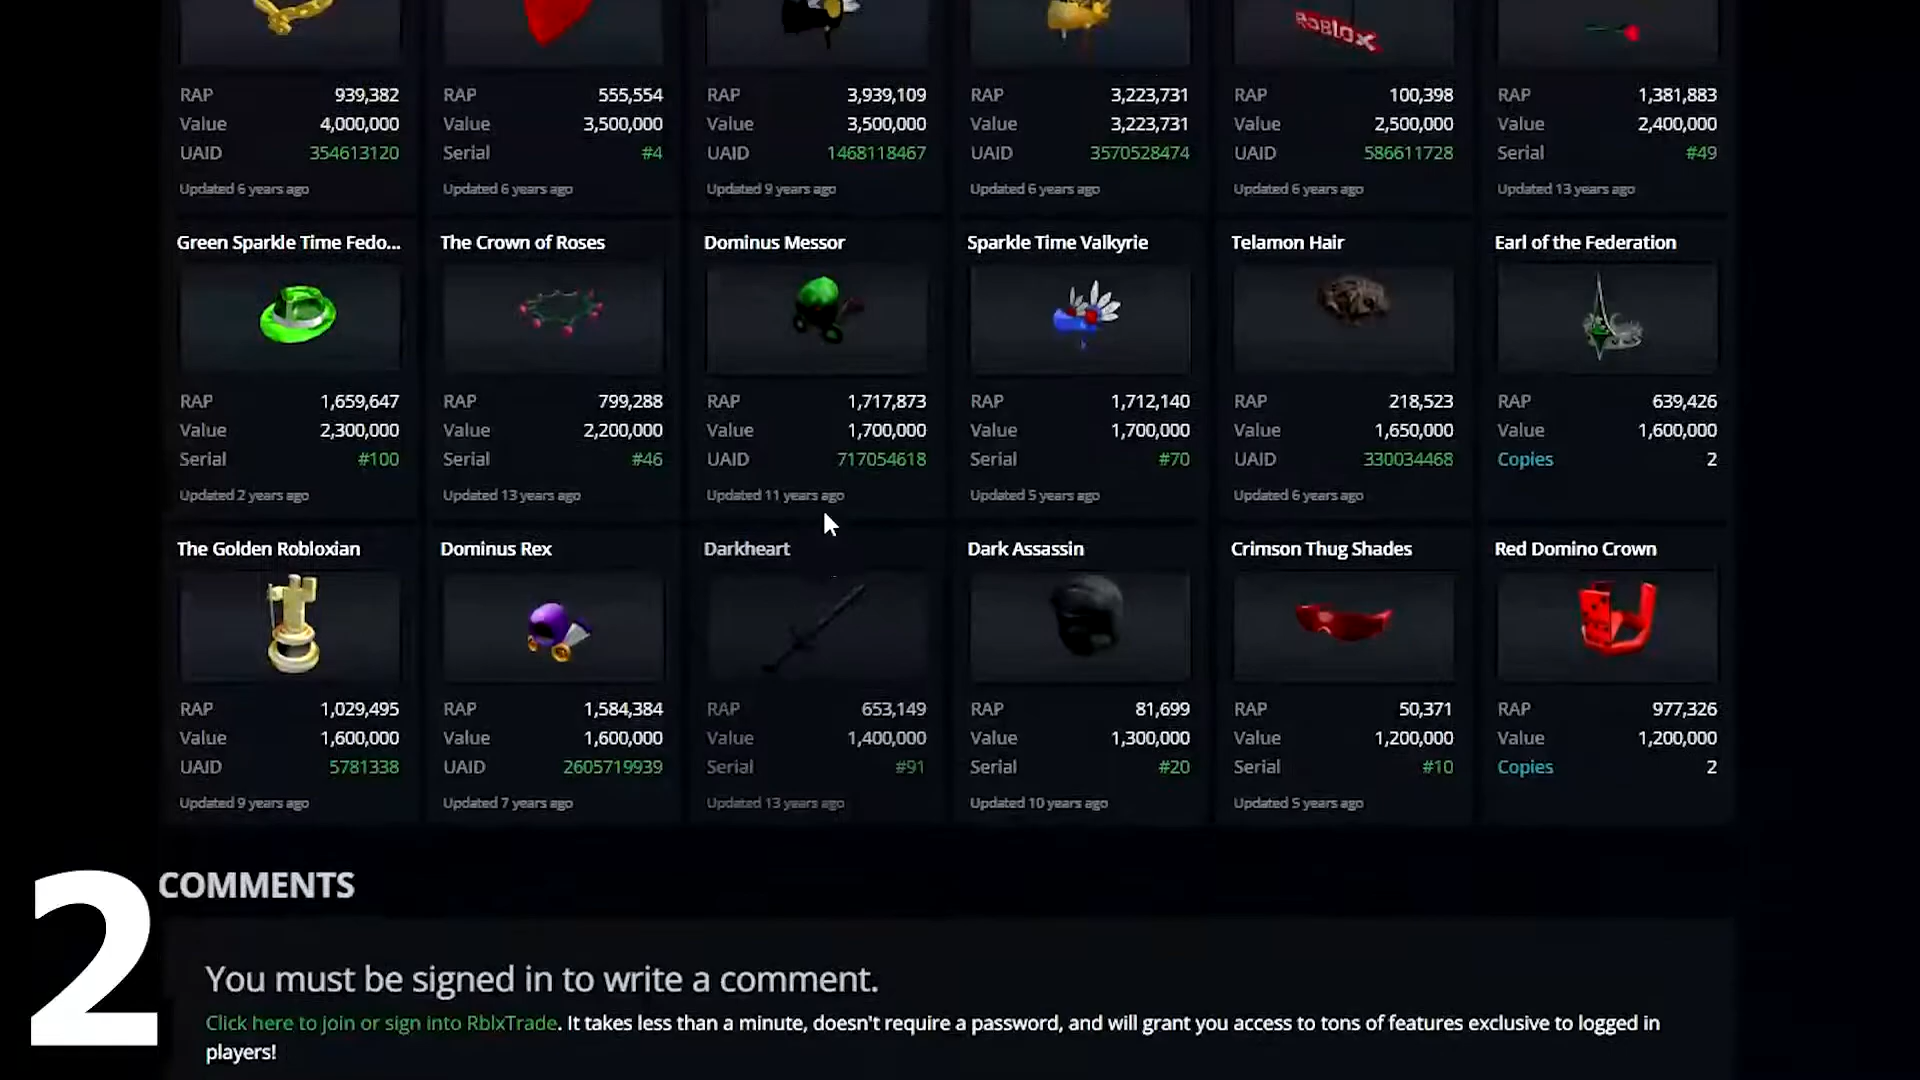 ROBLOX
RAP 939,382 RAP 555,554 RAP 3,939,109 RAP 3,223,731 RAP 100,398 RAP 1,381,883
Value 4,000,000 Value 3,500,000 Value 3,500,000 Value 3,223,731 Value 2,500,000 Value 2,400,000
UAID 354613120 Serial #4 UAID 1468118467 UAID 3570528474 UAID 586611728 Serial #49
Updated 6 years ago Updated 6 years ago Updated 9 years ago Updated 6 years ago Updated 6 years ago Updated 13 years ago
Green Sparkle Time Fedo... The Crown of Roses Dominus Messor Sparkle Time Valkyrie Telamon Hair Earl of the Federation
RAP 1,659,647 RAP 799,288 RAP 1,717,873 RAP 1,712,140 RAP 218,523 RAP 639,426
Value 2,300,000 Value 2,200,000 Value 1,700,000 Value 1,700,000 Value 1,650,000 Value 1,600,000
Serial #100 Serial #46 UAID 717054618 Serial #70 UAID 330034468 Copies 2
Updated 2 years ago Updated 13 years ago Updated 11 years ago Updated 5 years ago Updated 6 years ago
The Golden Robloxian Dominus Rex Darkheart Dark Assassin Crimson Thug Shades Red Domino Crown
RAP 1,029,495 RAP 1,584,384 RAP 653,149 RAP 81,699 RAP 50,371 RAP 977,326
Value 1,600,000 Value 1,600,000 Value 1,400,000 Value 1,300,000 Value 1,200,000 Value 1,200,000
UAID 5781338 UAID 2605719939 Serial #91 Serial #20 Serial #10 Copies 2
Updated 9 years ago Updated 7 years ago Updated 13 years ago Updated 10 years ago Updated 5 years ago
2
COMMENTS
You must be signed in to write a comment.
Click here to join or sign into RblxTrade. It takes less than a minute, doesn't require a password, and will grant you access to tons of features exclusive to logged in
players!